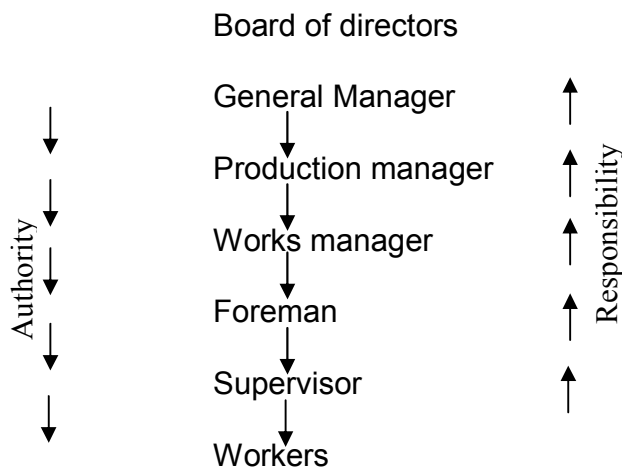 Board of directors
General Manager
Production manager
Works manager
Foreman
Supervisor
Workers
Authority
Responsibility